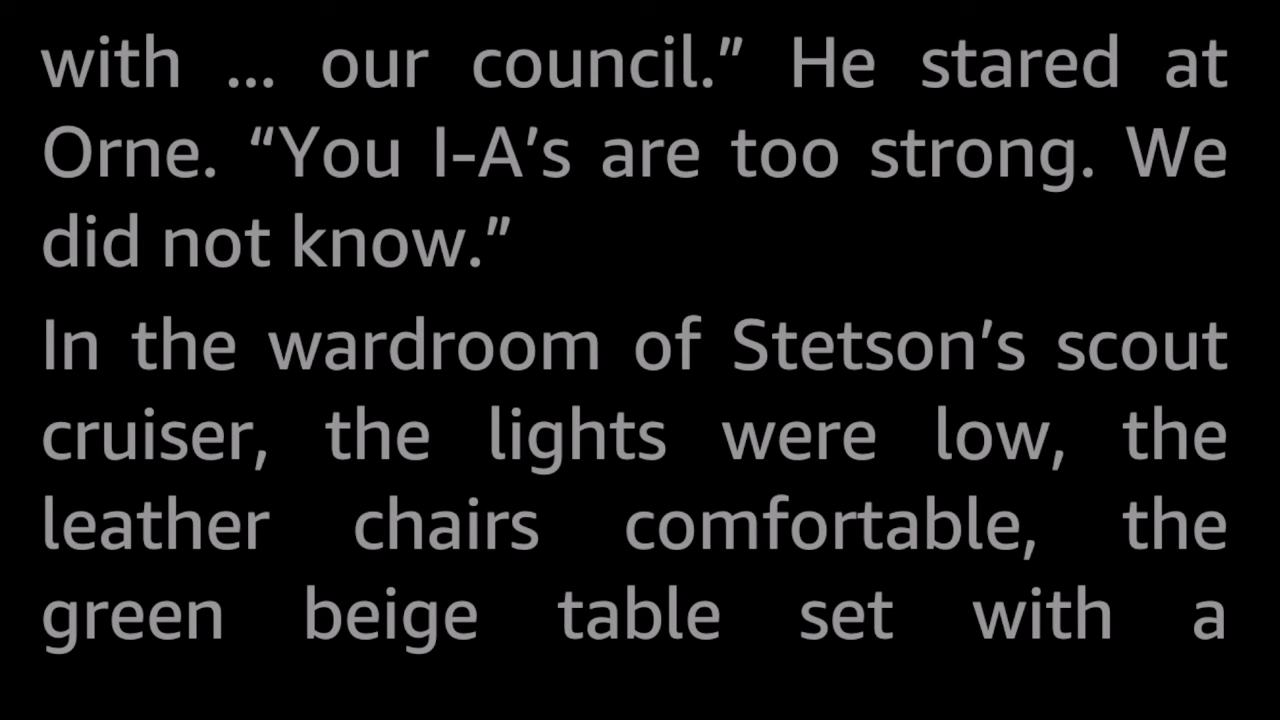 with … our council.” He stared at
Orne. “You I-A’s are too strong. We
did not know.”
In the wardroom of Stetson’s scout
cruiser, the lights were low, the
leather chairs comfortable, the
green beige table set with a